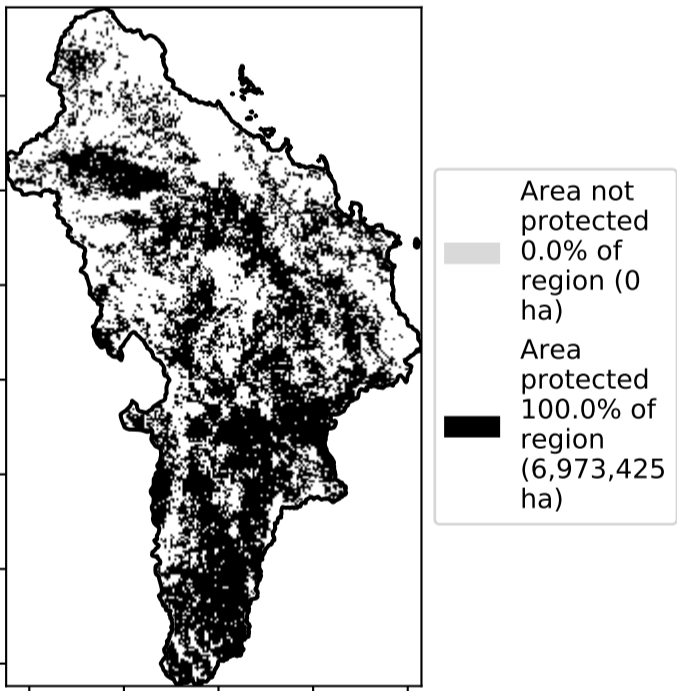 Area not
protected
0.0% of
region (0
ha)
Area
protected
100.0% of
region
(6,973,425
ha)